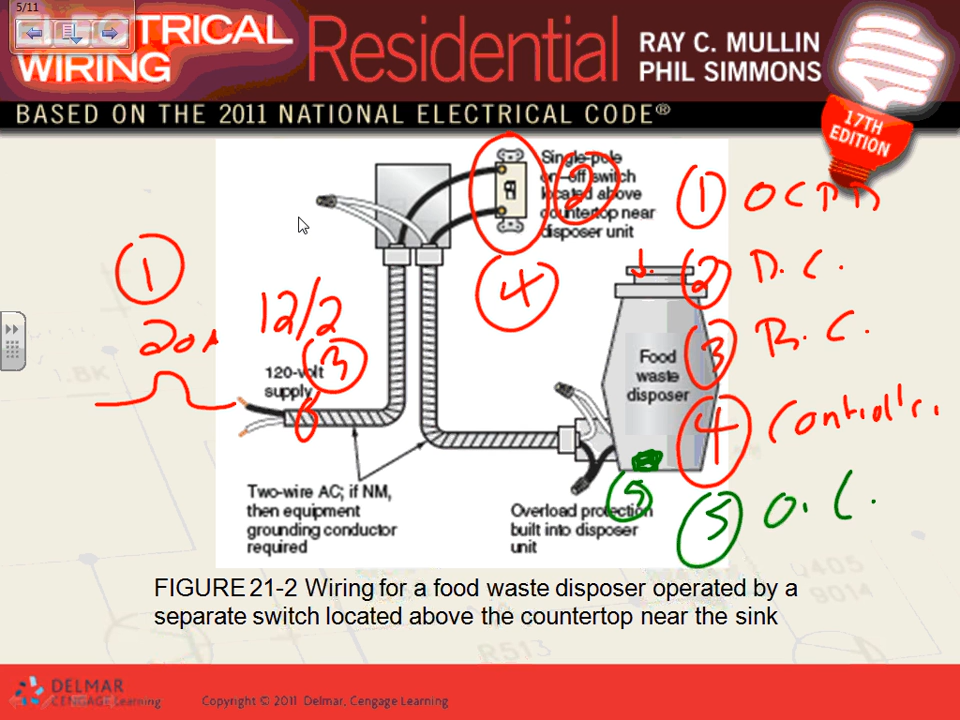 5/11
ELECTRICAL
WIRING
Residential
RAY C. MULLIN
PHIL SIMMONS
BASED ON THE 2011 NATIONAL ELECTRICAL CODE®
17TH
EDITION
Single-pole
on-off switch
located above
countertop near
disposer unit
2
4
1
20A
12/2
3
120-volt
supply
Food
waste
disposer
Two-wire AC; if NM,
then equipment
grounding conductor
required
Overload protection
built into disposer
unit
5
1 OCPD
2 D.C.
3 B.C.
4 
5 O.L.
FIGURE 21-2 Wiring for a food waste disposer operated by a
separate switch located above the countertop near the sink
DELMAR
CENGAGE Learning
Copyright © 2011 Delmar, Cengage Learning